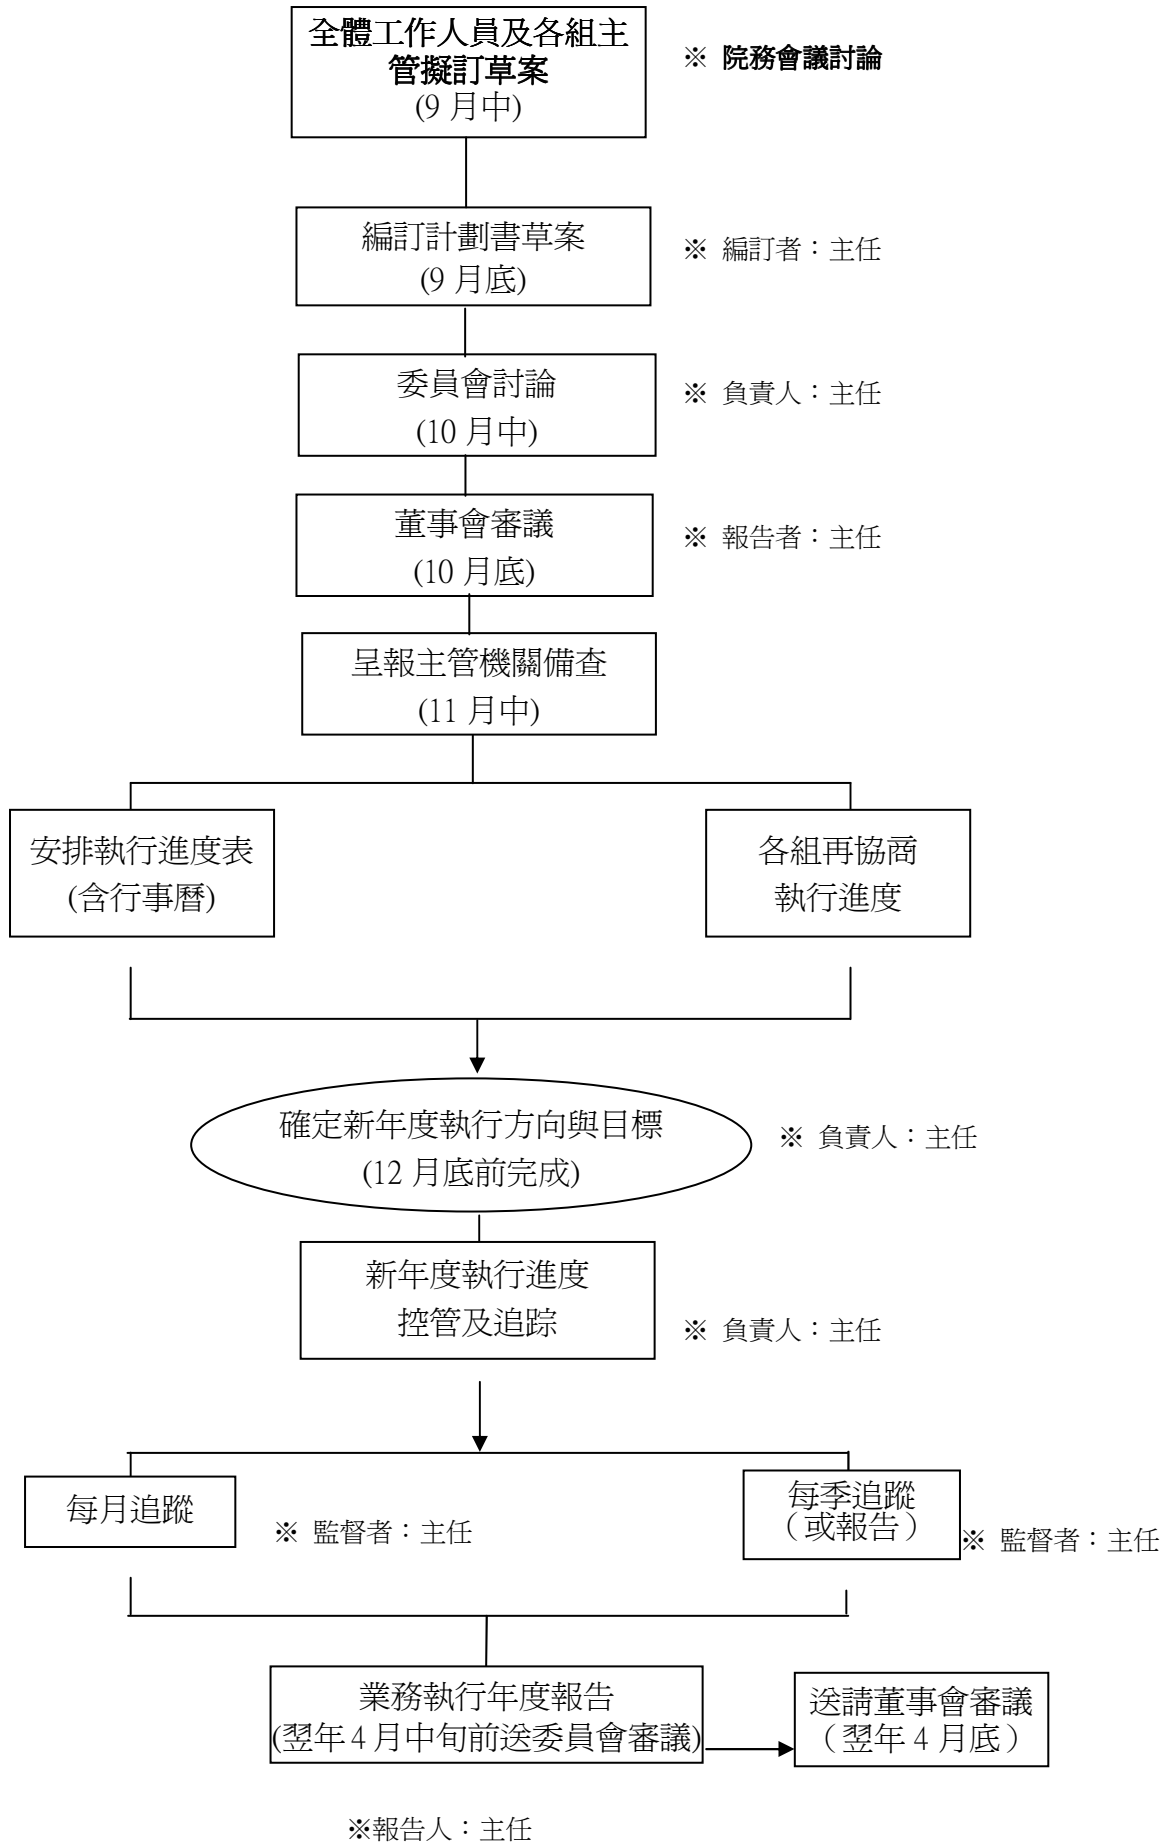 全體工作人員及各組主
管擬訂草案
(9 月中)
※ 院務會議討論
編訂計劃書草案
(9 月底)
※ 編訂者：主任
委員會討論
(10 月中)
※ 負責人：主任
董事會審議
(10 月底)
※ 報告者：主任
呈報主管機關備查
(11 月中)
安排執行進度表
(含行事曆)
各組再協商
執行進度
確定新年度執行方向與目標
(12 月底前完成)
※ 負責人：主任
新年度執行進度
控管及追踪
※ 負責人：主任
每月追蹤
※ 監督者：主任
每季追蹤
（或報告）
※ 監督者：主任
業務執行年度報告
(翌年 4 月中旬前送委員會審議)
送請董事會審議
（翌年 4 月底）
※報告人：主任